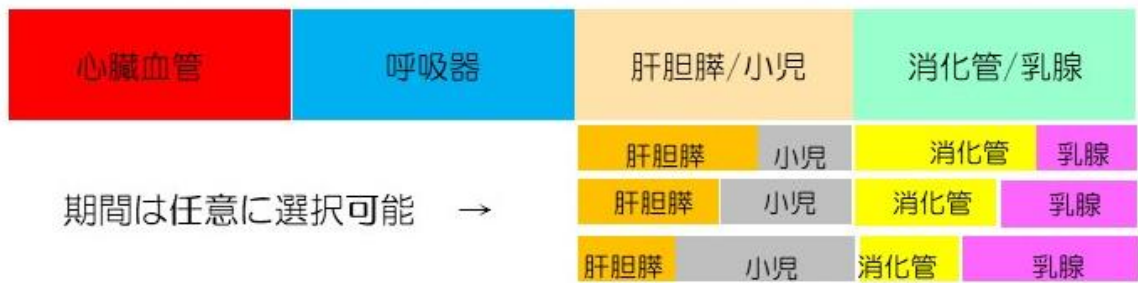 心臓血管 呼吸器 肝胆膵/小児 消化管/乳腺
肝胆膵 小児 消化管 乳腺
期間は任意に選択可能 → 肝胆膵 小児 消化管 乳腺
肝胆膵 小児 消化管 乳腺